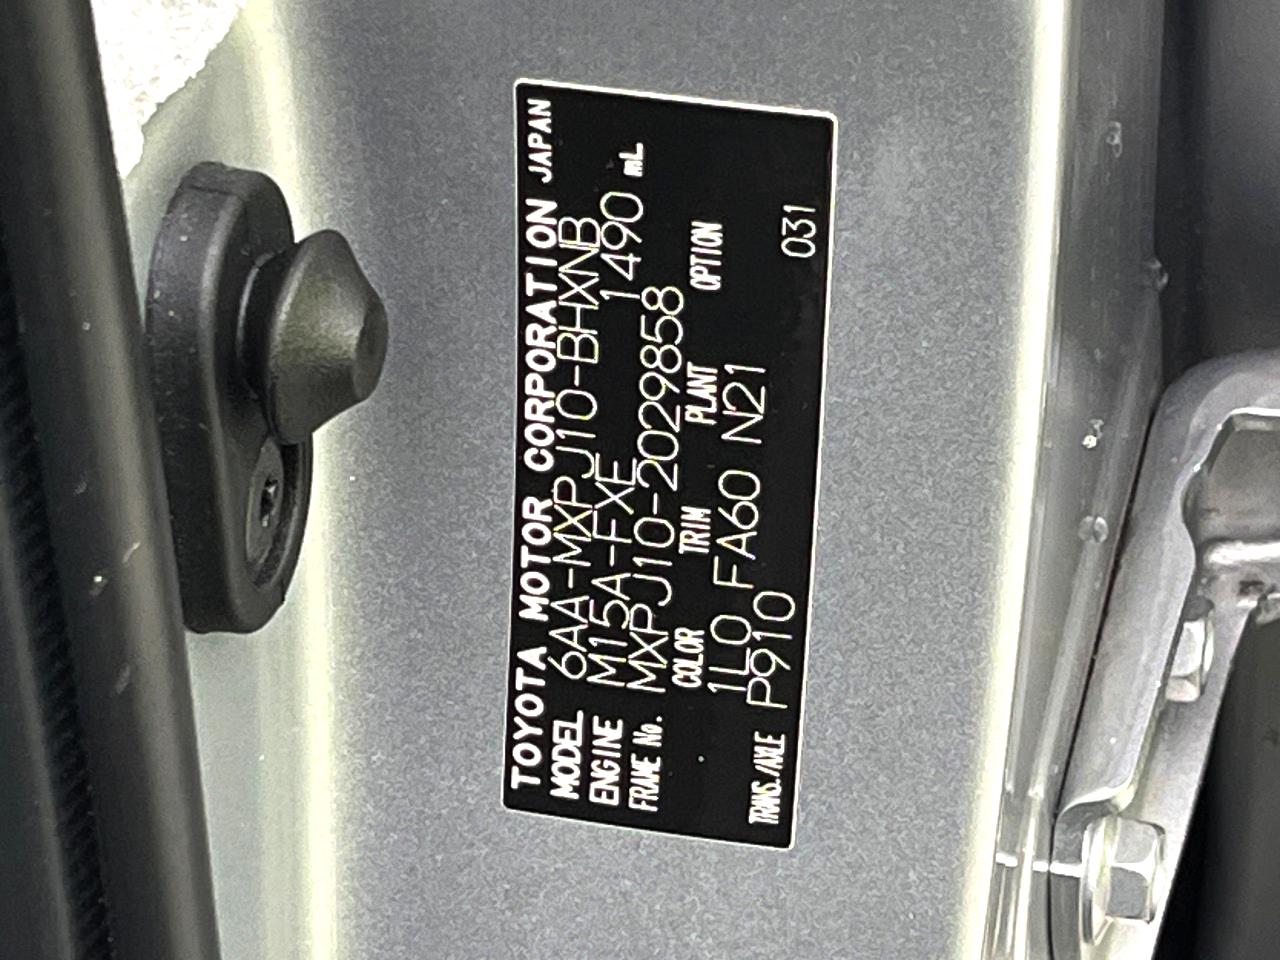 TOYOTA MOTOR CORPORATION JAPAN
MODEL 6AA-MXPJ10-BHXNB
ENGINE M15A-FXE 1490 mL
FRAME No. MXPJ10-2029858
COLOR TRIM PLANT OPTION
1L0 FA60 N21
TRANS./AXLE P910 031